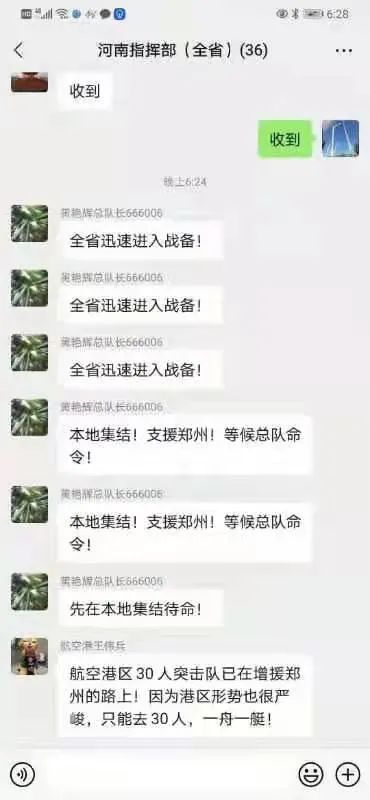 6:28
河南指挥部（全省）(36)
收到
收到
晚上6:24
黄艳辉总队长666006
全省迅速进入战备！
黄艳辉总队长666006
全省迅速进入战备！
黄艳辉总队长666006
全省迅速进入战备！
黄艳辉总队长666006
本地集结！支援郑州！等候总队命
令！
黄艳辉总队长666006
本地集结！支援郑州！等候总队命
令！
黄艳辉总队长666006
先在本地集结待命！
航空港王伟兵
航空港区30人突击队已在增援郑
州的路上！因为港区形势也很严
峻，只能去30人，一舟一艇！